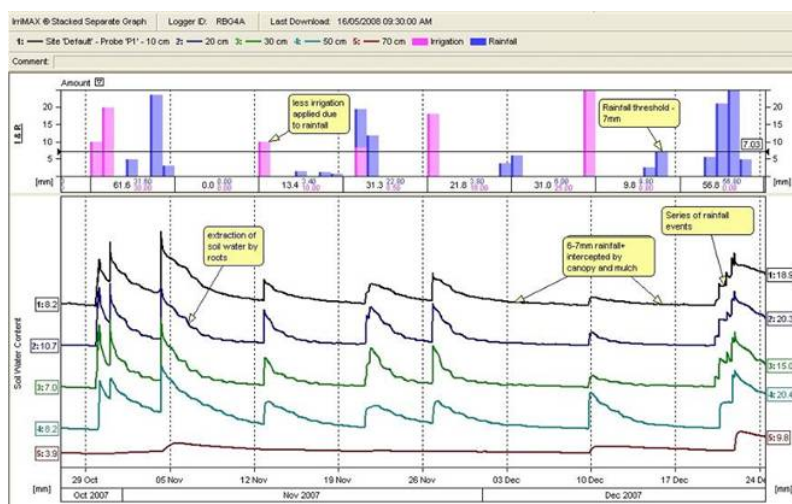 IrriMAX ® Stacked Separate Graph Logger ID: RBG4A Last Download: 16/05/2008 09:30:00 AM
1: Site 'Default' - Probe 'P1' - 10 cm 2: 20 cm 3: 30 cm 4: 50 cm 5: 70 cm Irrigation Rainfall
Comment:
Amount
I & R
20
15
10
5
[mm]
less irrigation
applied due
to rainfall
Rainfall threshold -
7mm
20
15
10
7.03
5
[mm]
61.6 0.0 13.4 31.3 21.8 31.0 9.8 56.8
Soil Water Content
extraction of
soil water by
roots
6-7mm rainfall+
intercepted by
canopy and mulch
Series of rainfall
events
1: 8.2
2: 10.7
3: 7.0
4: 8.2
5: 3.9
1: 18.9
2: 20.3
3: 15.0
4: 20.4
5: 9.8
[mm] 29 Oct 05 Nov 12 Nov 19 Nov 26 Nov 03 Dec 10 Dec 17 Dec 24 De [mm]
Oct 2007 Nov 2007 Dec 2007